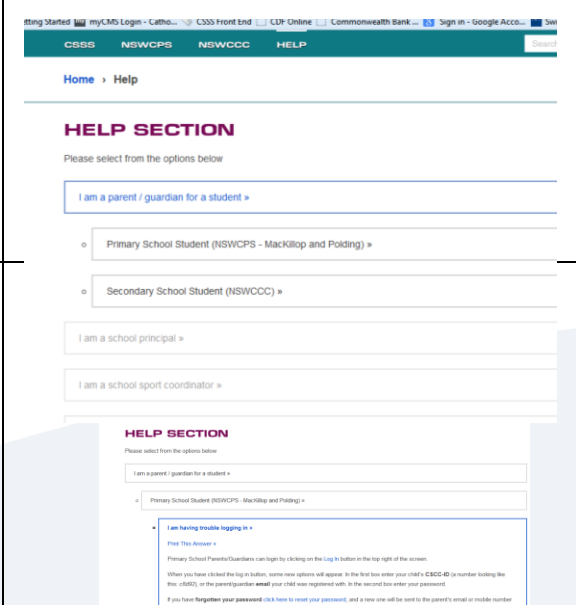 tting Started myCMS Login - Catho... CSSS Front End CDF Online Commonwealth Bank ... Sign in - Google Acco... Sw
CSSS NSWCPS NSWCCC HELP Search
Home › Help
HELP SECTION
Please select from the options below
I am a parent / guardian for a student »
Primary School Student (NSWCPS - MacKillop and Polding) »
Secondary School Student (NSWCCC) »
I am a school principal »
I am a school sport coordinator »
HELP SECTION
Please select from the options below
I am a parent / guardian for a student »
Primary School Student (NSWCPS - MacKillop and Polding) »
I am having trouble logging in »
Print This Answer »
Primary School Parents/Guardians can login by clicking on the Log In button in the top right of the screen.
When you have clicked the log in button, some new options will appear. In the first box enter your child's CSCC-ID (a number looking like
this: cfid92), or the parent/guardian email your child was registered with. In the second box enter your password.
If you have forgotten your password click here to reset your password, and a new one will be sent to the parent's email or mobile number